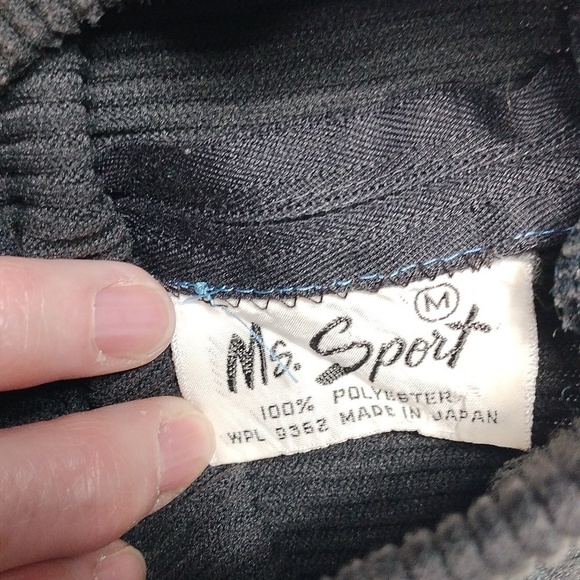 M
Ms. Sport
100% POLYESTER
WPL 9362 MADE IN JAPAN